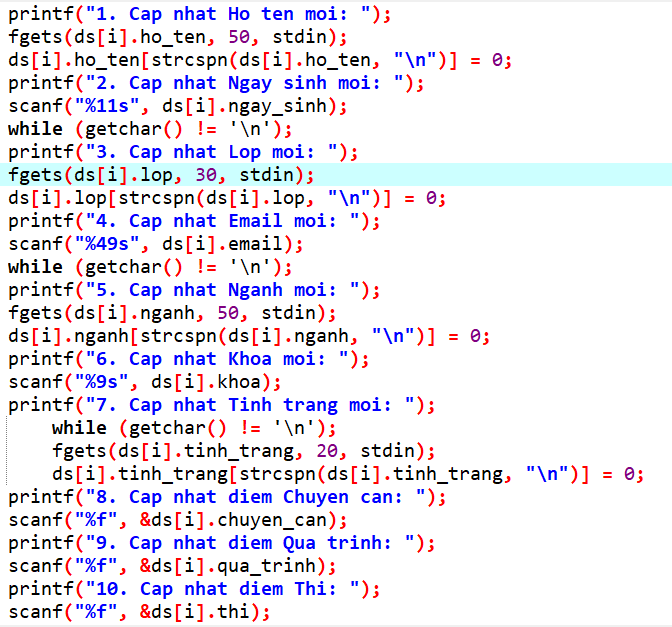 printf("1. Cap nhat Ho ten moi: ");
fgets(ds[i].ho_ten, 50, stdin);
ds[i].ho_ten[strcspn(ds[i].ho_ten, "\n")] = 0;
printf("2. Cap nhat Ngay sinh moi: ");
scanf("%11s", ds[i].ngay_sinh);
while (getchar() != '\n');
printf("3. Cap nhat Lop moi: ");
fgets(ds[i].lop, 30, stdin);
ds[i].lop[strcspn(ds[i].lop, "\n")] = 0;
printf("4. Cap nhat Email moi: ");
scanf("%49s", ds[i].email);
while (getchar() != '\n');
printf("5. Cap nhat Nganh moi: ");
fgets(ds[i].nganh, 50, stdin);
ds[i].nganh[strcspn(ds[i].nganh, "\n")] = 0;
printf("6. Cap nhat Khoa moi: ");
scanf("%9s", ds[i].khoa);
printf("7. Cap nhat Tinh trang moi: ");
    while (getchar() != '\n');
    fgets(ds[i].tinh_trang, 20, stdin);
    ds[i].tinh_trang[strcspn(ds[i].tinh_trang, "\n")] = 0;
printf("8. Cap nhat diem Chuyen can: ");
scanf("%f", &ds[i].chuyen_can);
printf("9. Cap nhat diem Qua trinh: ");
scanf("%f", &ds[i].qua_trinh);
printf("10. Cap nhat diem Thi: ");
scanf("%f", &ds[i].thi);